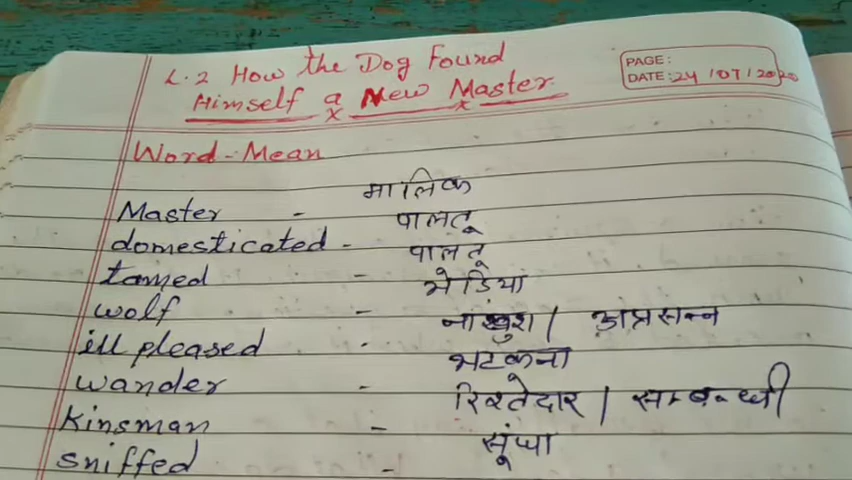 L.2 How the Dog Found
Himself a New Master
PAGE:
DATE: 24/07/2020
Word-Mean
Master - मालिक
domesticated - पालतू
tamed - पालतू
wolf - भेडिया
ill pleased : नाखुश / अप्रसन्न
wander - भटकना
Kinsman - रिश्तेदार / सम्बन्धी
sniffed - सूंघा